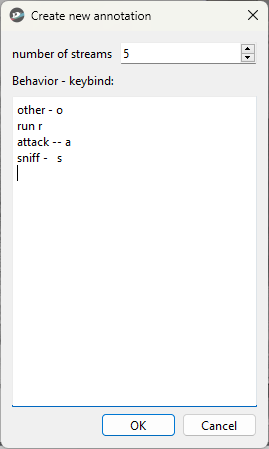 Create new annotation
number of streams 5
Behavior - keybind:
other - o
run r
attack -- a
sniff -   s
OK Cancel